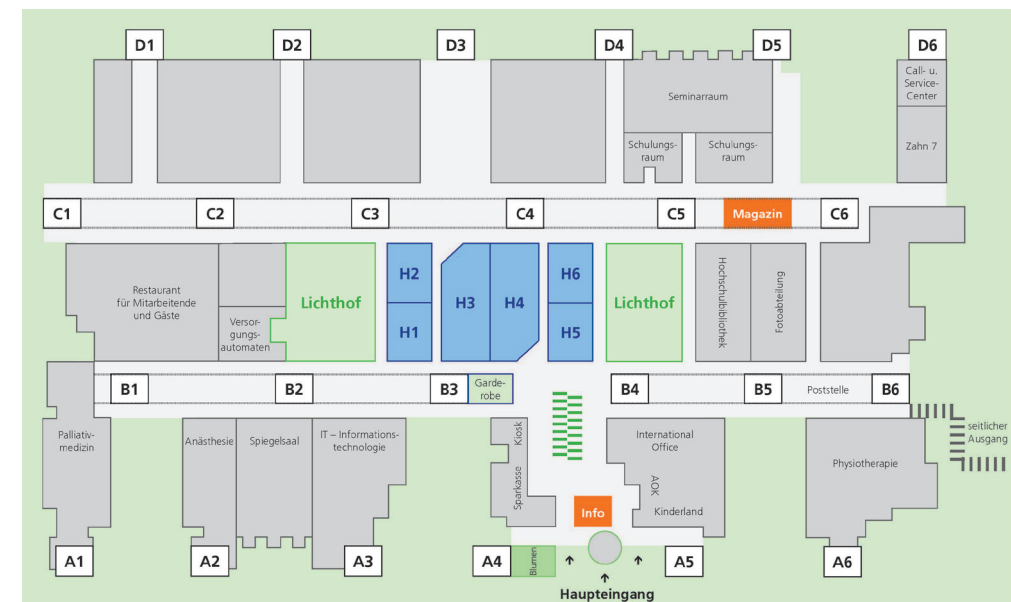 D1
D2
D3
D4
D5
D6
Call- u.
Service-
Center
Seminarraum
Schulungs-
raum
Schulungs-
raum
Zahn 7
C1
C2
C3
C4
C5
Magazin
C6
Restaurant
für Mitarbeitende
und Gäste
Versor-
gungs-
automaten
Lichthof
H2
H1
H3
H4
H6
H5
Lichthof
Hochschulbibliothek
Fotoabteilung
B1
B2
B3
Garde-
robe
B4
B5
Poststelle
B6
seitlicher
Ausgang
Palliativ-
medizin
Anästhesie
Spiegelsaal
IT – Informations-
technologie
Kiosk
Sparkasse
International
Office
AOK
Kinderland
Physiotherapie
Info
A1
A2
A3
A4
Blumen
A5
A6
Haupteingang